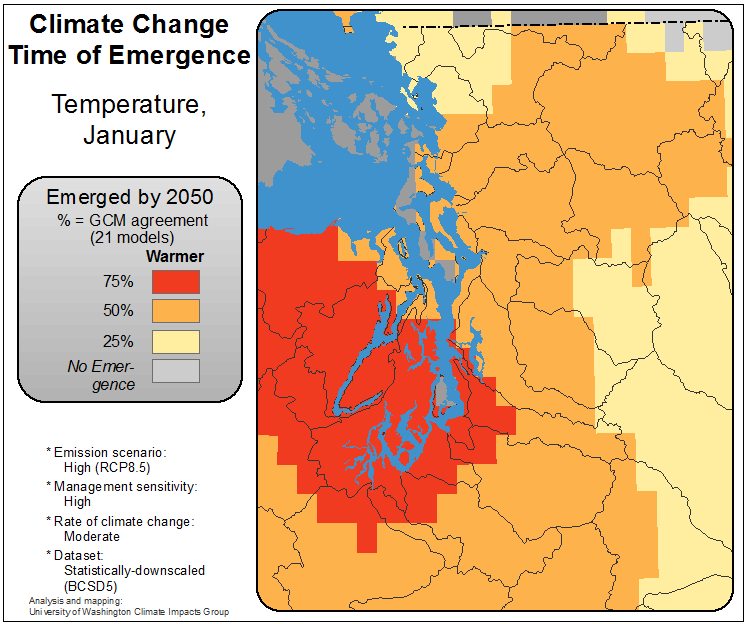 Climate Change
Time of Emergence
Temperature,
January
Emerged by 2050
% = GCM agreement
(21 models)
Warmer
75%
50%
25%
No Emer-
gence
* Emission scenario:
High (RCP8.5)
* Management sensitivity:
High
* Rate of climate change:
Moderate
* Dataset:
Statistically-downscaled
(BCSD5)
Analysis and mapping:
University of Washington Climate Impacts Group